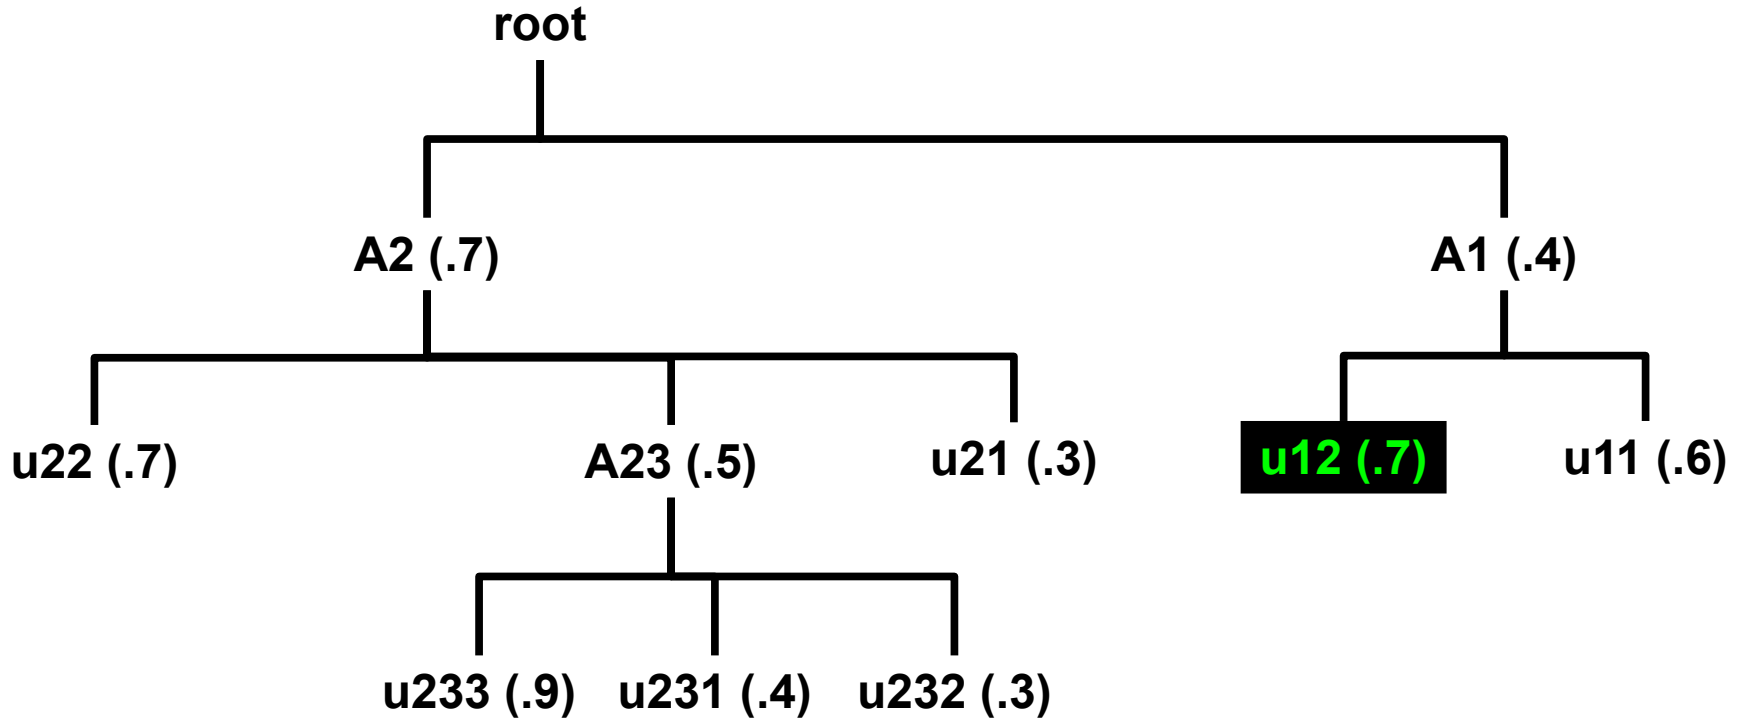 root
A2 (.7)
A1 (.4)
u22 (.7)
A23 (.5)
u21 (.3)
u12 (.7)
u11 (.6)
u233 (.9)
u231 (.4)
u232 (.3)